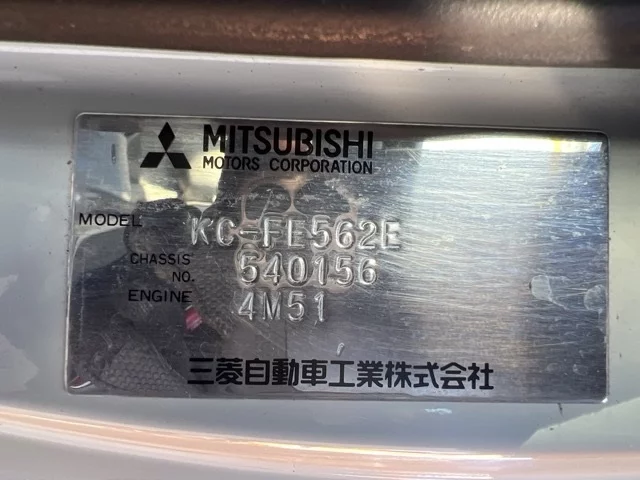 MITSUBISHI
MOTORS CORPORATION
MODEL KC-FE562E
CHASSIS NO. 540156
ENGINE 4M51
三菱自動車工業株式会社